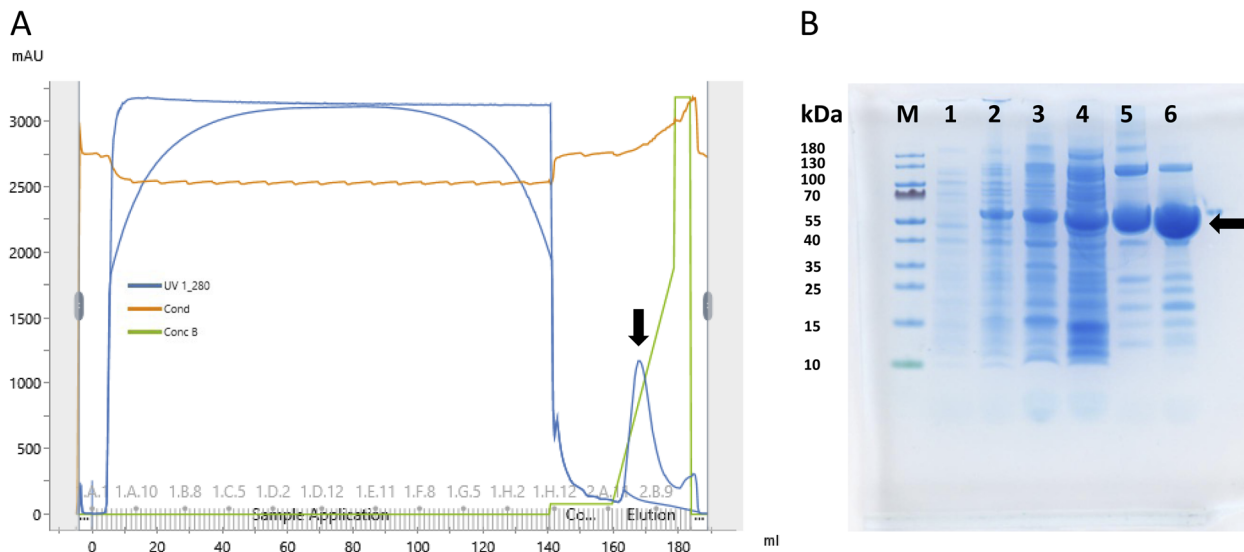 A
mAU
3000
2500
2000
1500
1000
500
0
UV 1_280
Cond
Conc B
1.A.10 1.B.8 1.C.5 1.D.2 1.D.12 1.E.11 1.F.8 1.G.5 1.H.2 1.H.12 2.B.9
... Sample Application Co... Elution ...
0 20 40 60 80 100 120 140 160 180 ml
B
kDa M 1 2 3 4 5 6
180
130
100
70
55
40
35
25
15
10